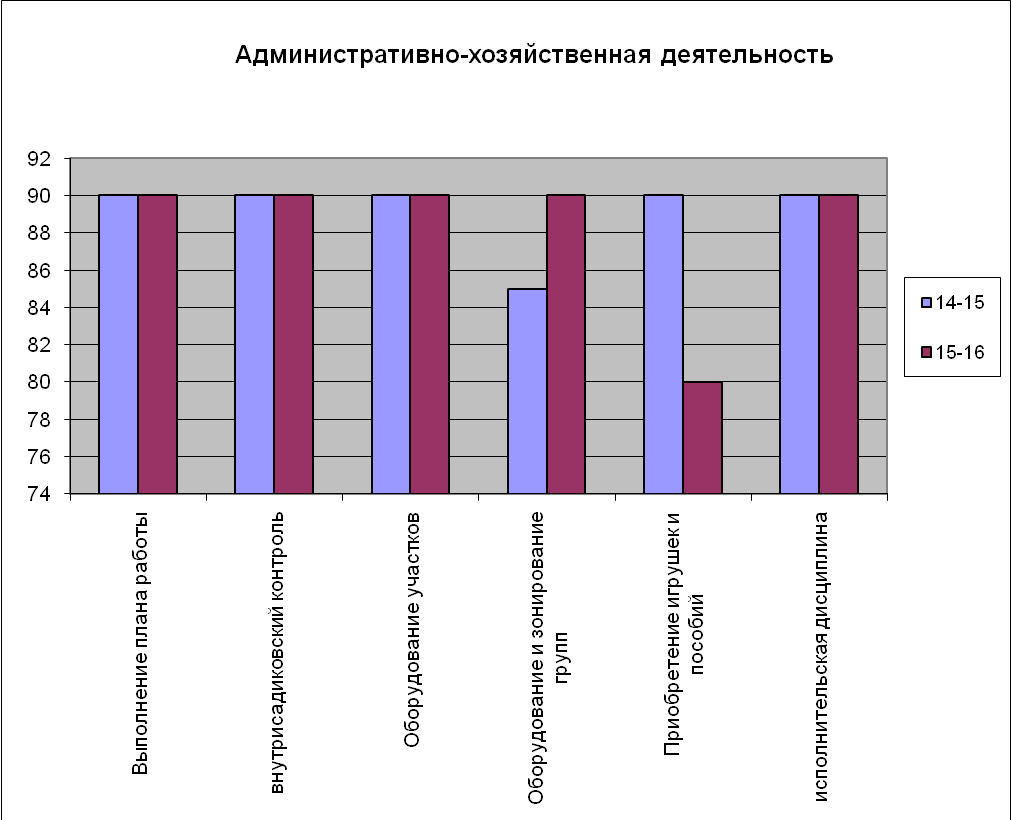 Административно-хозяйственная деятельность
92
90
88
86
84
82
80
78
76
74
Выполнение плана работы
внутрисадиковский контроль
Оборудование участков
Оборудование и зонирование
групп
Приобретение игрушек и
пособий
исполнительская дисциплина
14-15
15-16